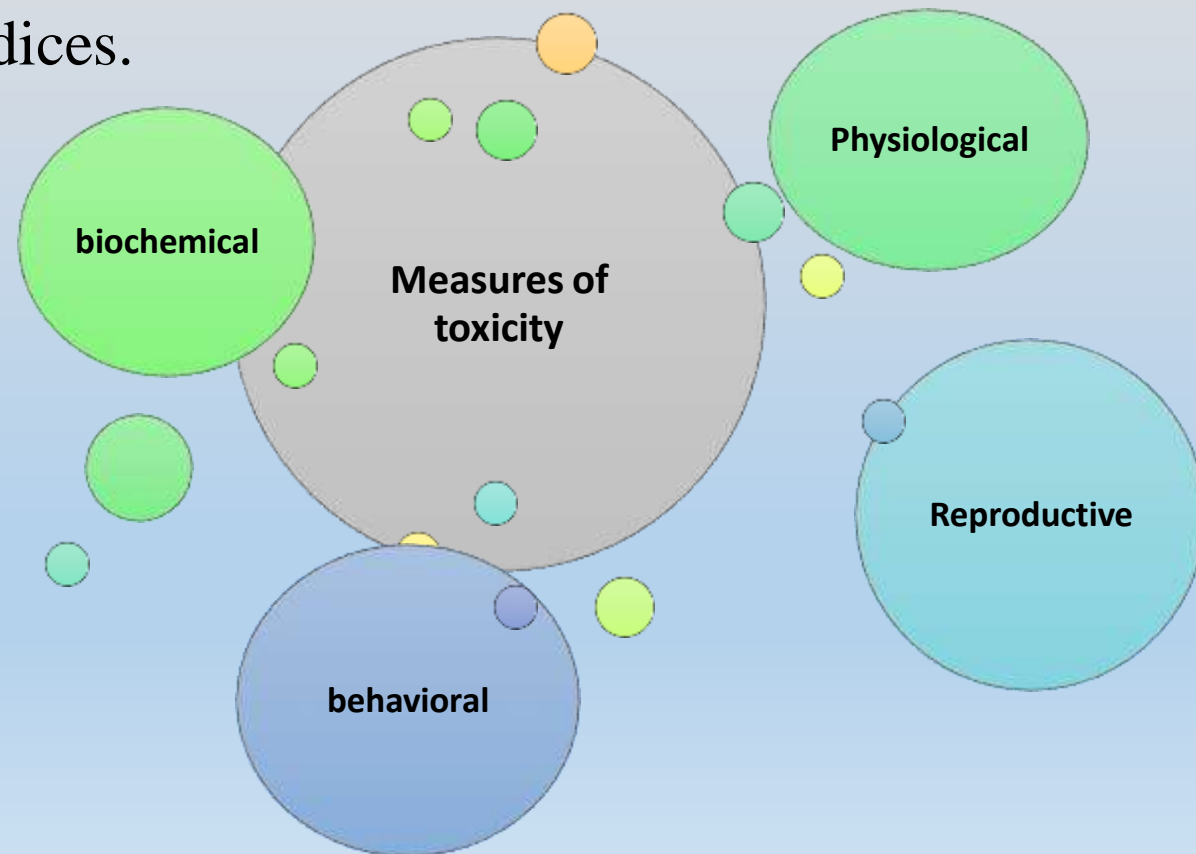 dices.
Physiological
biochemical
Measures of
toxicity
Reproductive
behavioral